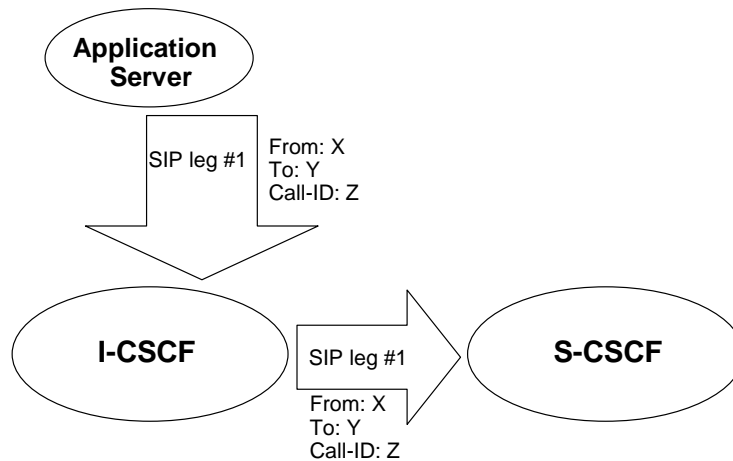 Application
Server
SIP leg #1
From: X
To: Y
Call-ID: Z
I-CSCF
SIP leg #1
S-CSCF
From: X
To: Y
Call-ID: Z